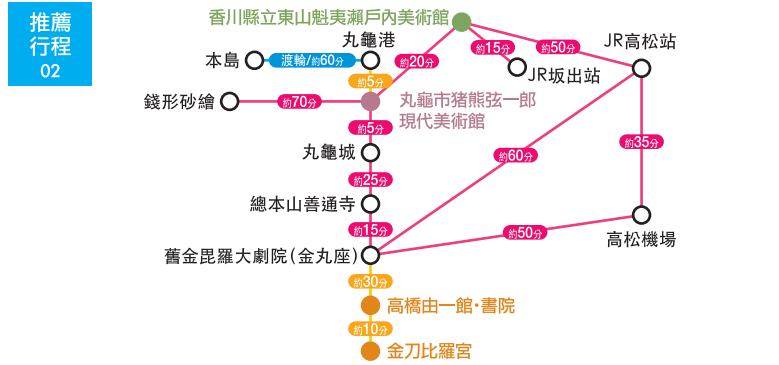 推薦
行程
02
香川縣立東山魁夷瀨戶內美術館
丸龜港
本島
渡輪/約60分
約5分
約20分
約15分
約50分
JR坂出站
JR高松站
錢形砂繪
約70分
丸龜市猪熊弦一郎
現代美術館
約5分
丸龜城
約25分
約60分
約35分
總本山善通寺
約15分
約50分
高松機場
舊金毘羅大劇院(金丸座)
約30分
高橋由一館·書院
約10分
金刀比羅宮